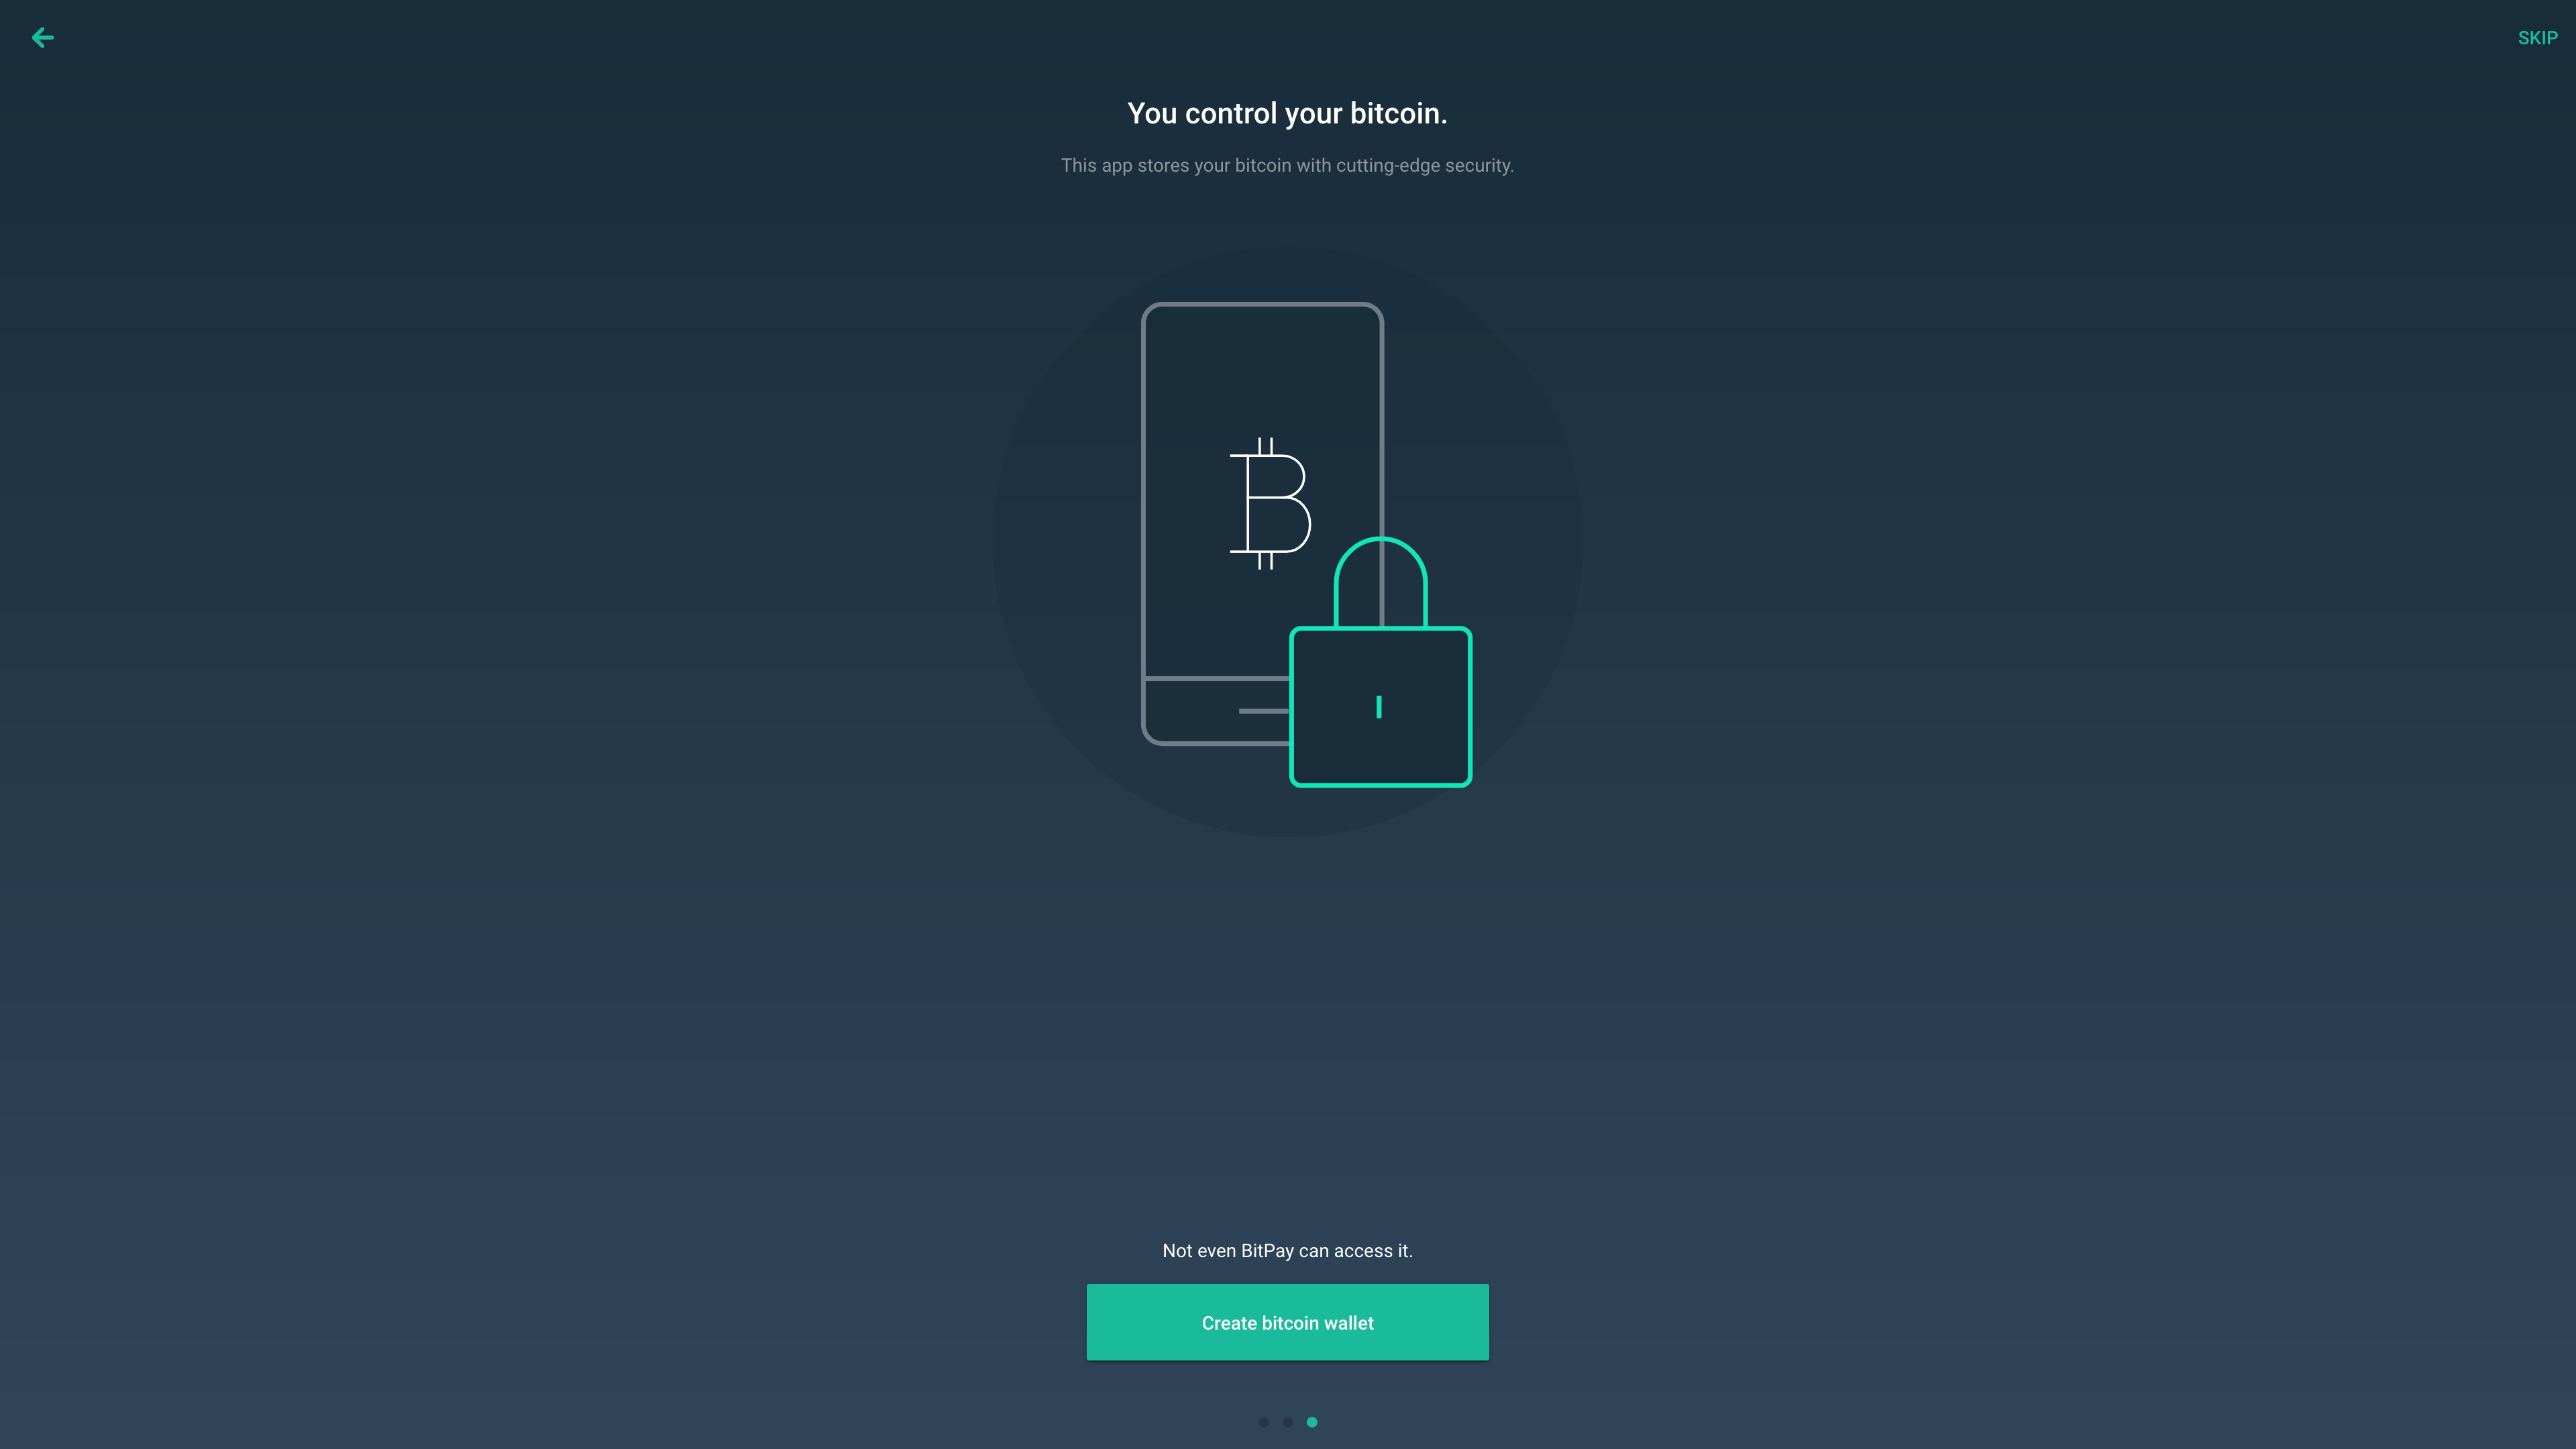 SKIP
You control your bitcoin.
This app stores your bitcoin with cutting-edge security.
Not even BitPay can access it.
Create bitcoin wallet